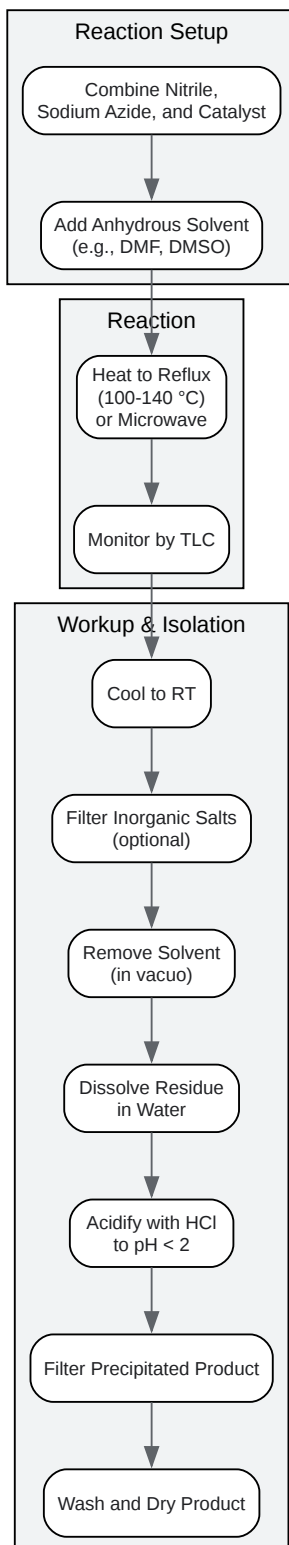 Reaction Setup
Combine Nitrile,
Sodium Azide, and Catalyst
Add Anhydrous Solvent
(e.g., DMF, DMSO)
Reaction
Heat to Reflux
(100-140 °C)
or Microwave
Monitor by TLC
Workup & Isolation
Cool to RT
Filter Inorganic Salts
(optional)
Remove Solvent
(in vacuo)
Dissolve Residue
in Water
Acidify with HCl
to pH < 2
Filter Precipitated Product
Wash and Dry Product